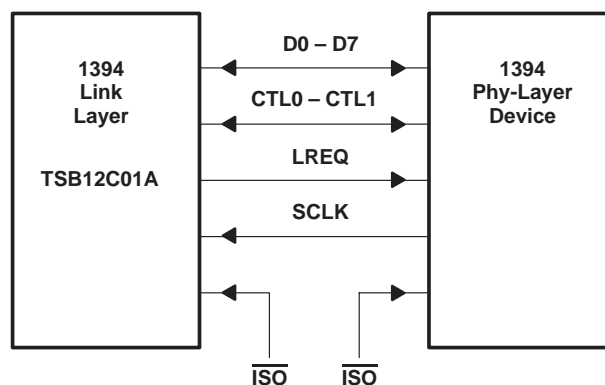 D0 – D7
1394
Link
Layer
1394
Phy-Layer
Device
CTL0 – CTL1
LREQ
TSB12C01A
SCLK
ISO
ISO